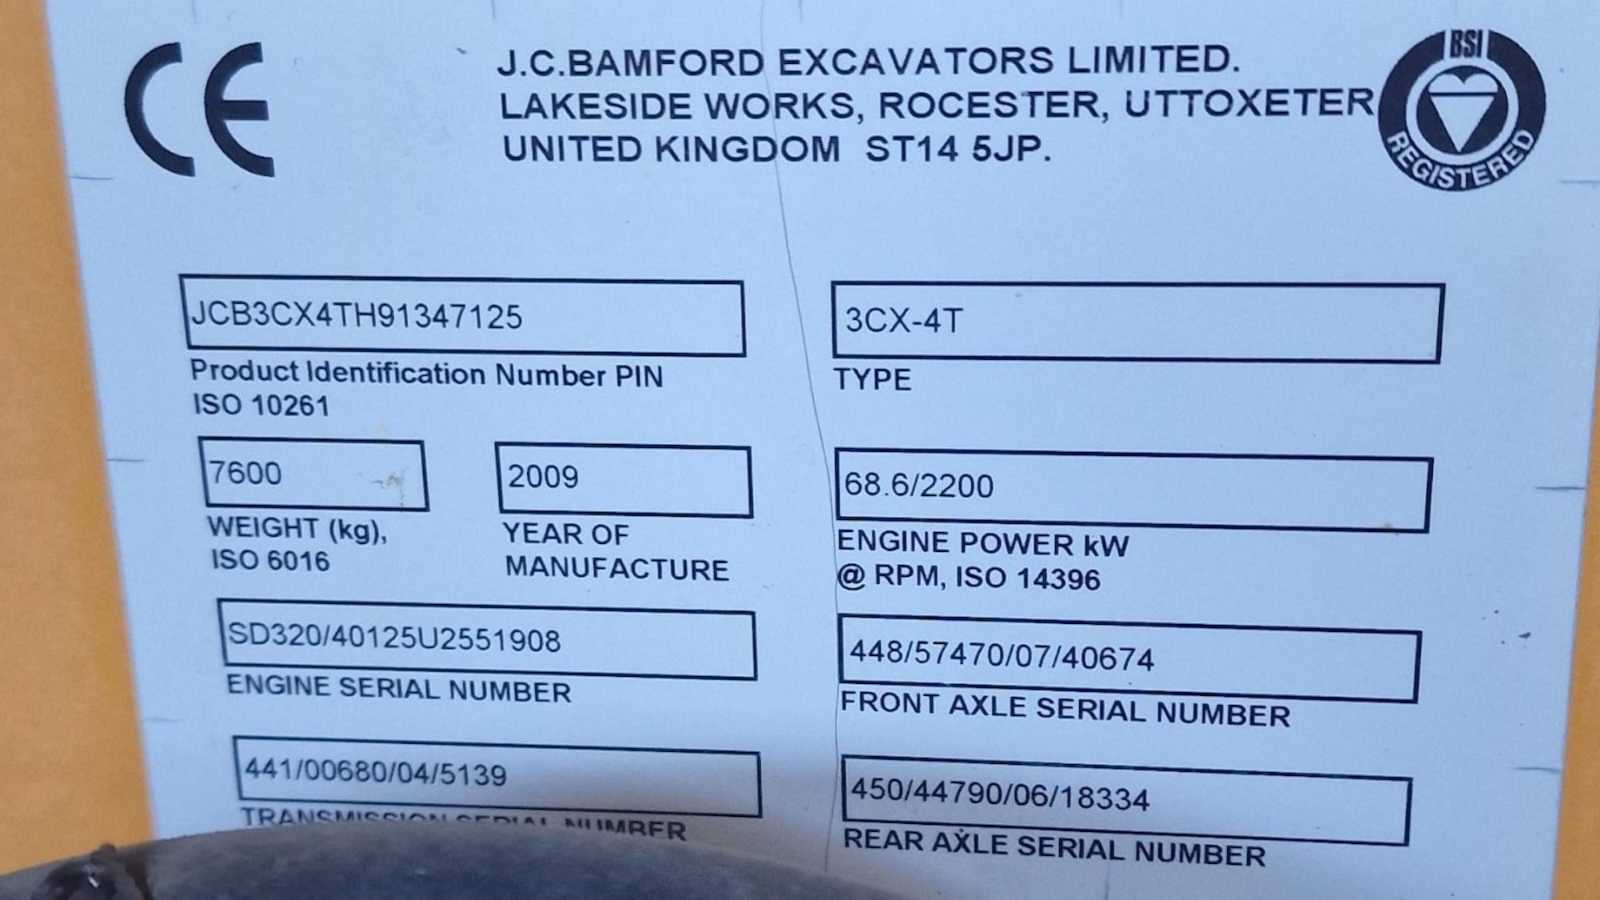 CE
J.C.BAMFORD EXCAVATORS LIMITED.
LAKESIDE WORKS, ROCESTER, UTTOXETER
UNITED KINGDOM ST14 5JP.
BSI
REGISTERED
JCB3CX4TH91347125
Product Identification Number PIN
ISO 10261
3CX-4T
TYPE
7600
WEIGHT (kg),
ISO 6016
2009
YEAR OF
MANUFACTURE
68.6/2200
ENGINE POWER kW
@ RPM, ISO 14396
SD320/40125U2551908
ENGINE SERIAL NUMBER
448/57470/07/40674
FRONT AXLE SERIAL NUMBER
441/00680/04/5139
TRANSMISSION SERIAL NUMBER
450/44790/06/18334
REAR AXLE SERIAL NUMBER